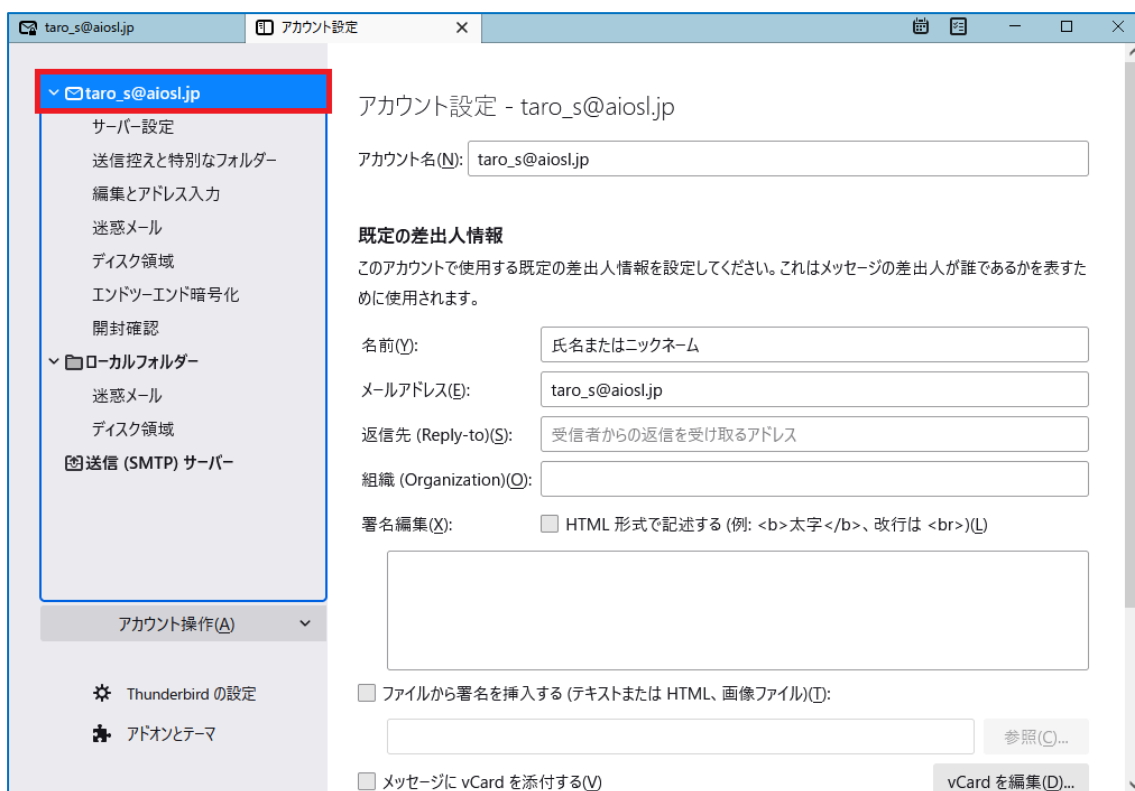 taro_s@aiosl.jp
アカウント設定
taro_s@aiosl.jp
サーバー設定
送信控えと特別なフォルダー
編集とアドレス入力
迷惑メール
ディスク領域
エンドツーエンド暗号化
開封確認
ローカルフォルダー
迷惑メール
ディスク領域
送信 (SMTP) サーバー
アカウント操作(A)
Thunderbird の設定
アドオンとテーマ
アカウント設定 - taro_s@aiosl.jp
アカウント名(N): taro_s@aiosl.jp
既定の差出人情報
このアカウントで使用する既定の差出人情報を設定してください。これはメッセージの差出人が誰であるかを表すた
めに使用されます。
名前(Y): 氏名またはニックネーム
メールアドレス(E): taro_s@aiosl.jp
返信先 (Reply-to)(S): 受信者からの返信を受け取るアドレス
組織 (Organization)(O):
署名編集(X): HTML 形式で記述する (例: <b>太字</b>、改行は <br>)(L)
ファイルから署名を挿入する (テキストまたは HTML、画像ファイル)(T):
参照(C)...
メッセージに vCard を添付する(V) vCard を編集(D)...